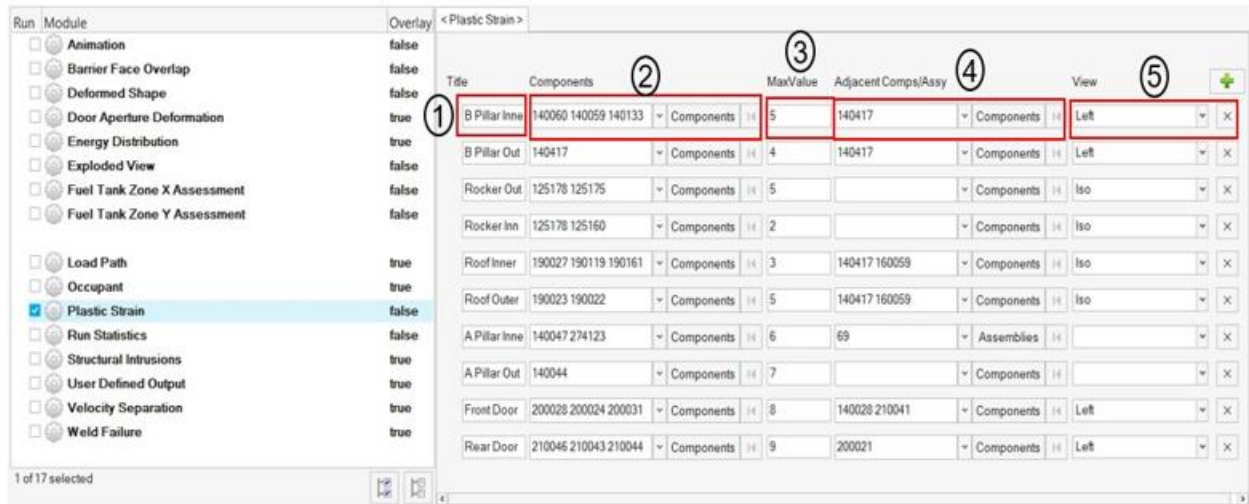 Run Module Overlay
Animation false
Barrier Face Overlap false
Deformed Shape false
Door Aperture Deformation true
Energy Distribution true
Exploded View false
Fuel Tank Zone X Assessment false
Fuel Tank Zone Y Assessment false
Load Path true
Occupant true
Plastic Strain false
Run Statistics false
Structural Intrusions true
User Defined Output true
Velocity Separation true
Weld Failure true
1 of 17 selected
< Plastic Strain >
2 3 4 5
Title Components MaxValue Adjacent Comps/Assy View
1 B Pillar Inne 140060 140059 140133 Components 5 140417 Components Left
B Pillar Out 140417 Components 4 140417 Components Left
Rocker Out 125178 125175 Components 5 Components Iso
Rocker Inn 125178 125160 Components 2 Components Iso
Roof Inner 190027 190119 190161 Components 3 140417 160059 Components Iso
Roof Outer 190023 190022 Components 5 140417 160059 Components Iso
A Pillar Inne 140047 274123 Components 6 69 Assemblies
A Pillar Out 140044 Components 7 Components
Front Door 200028 200024 200031 Components 8 140028 210041 Components Left
Rear Door 210046 210043 210044 Components 9 200021 Components Left